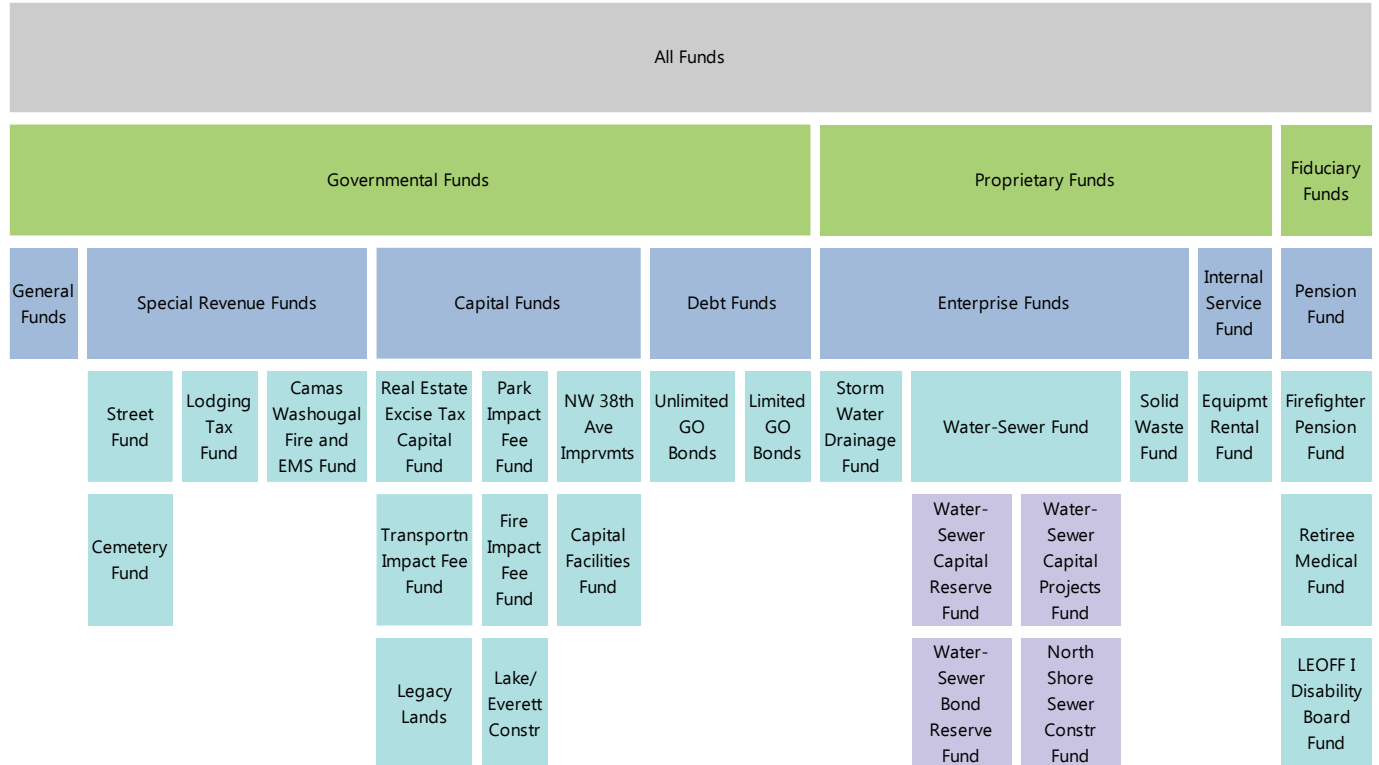 All Funds
Governmental Funds
Proprietary Funds
Fiduciary
Funds
General
Funds
Special Revenue Funds
Capital Funds
Debt Funds
Enterprise Funds
Internal
Service
Fund
Pension
Fund
Street
Fund
Lodging
Tax
Fund
Camas
Washougal
Fire and
EMS Fund
Real Estate
Excise Tax
Capital
Fund
Park
Impact
Fee
Fund
NW 38th
Ave
Imprvmts
Unlimited
GO
Bonds
Limited
GO
Bonds
Storm
Water
Drainage
Fund
Water-Sewer Fund
Solid
Waste
Fund
Equipmt
Rental
Fund
Firefighter
Pension
Fund
Cemetery
Fund
Transportn
Impact Fee
Fund
Fire
Impact
Fee
Fund
Capital
Facilities
Fund
Water-
Sewer
Capital
Reserve
Fund
Water-
Sewer
Capital
Projects
Fund
Retiree
Medical
Fund
Legacy
Lands
Lake/
Everett
Constr
Water-
Sewer
Bond
Reserve
Fund
North
Shore
Sewer
Constr
Fund
LEOFF I
Disability
Board
Fund